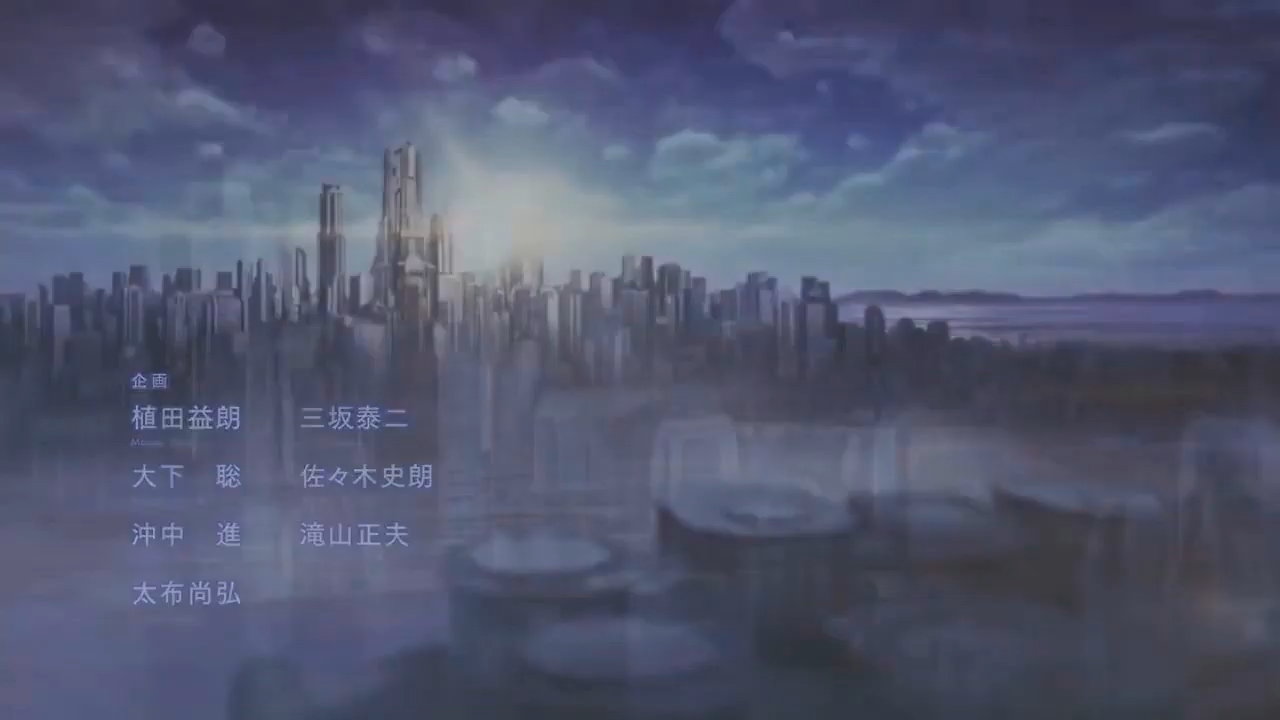 企画
植田益朗 三坂泰二
大下 聡 佐々木史朗
沖中 進 滝山正夫
太布尚弘